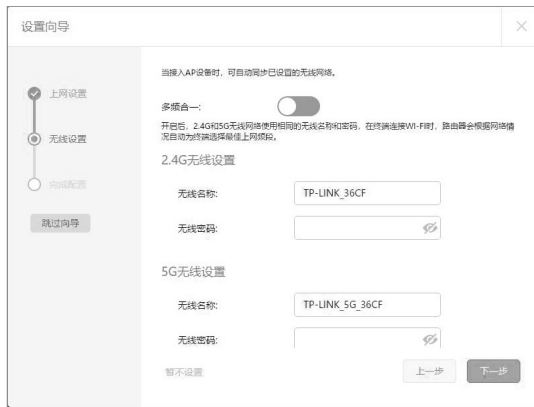 设置向导
当接入AP设备时，可自动同步已设置的无线网络。
上网设置
多频合一:
开启后，2.4G和5G无线网络使用相同的无线名称和密码，在终端连接WI-FI时，路由器会根据网络情
况自动为终端选择最佳上网频段。
无线设置
2.4G无线设置
完成配置
无线名称: TP-LINK_36CF
跳过向导
无线密码:
5G无线设置
无线名称: TP-LINK_5G_36CF
无线密码:
暂不设置 上一步 下一步